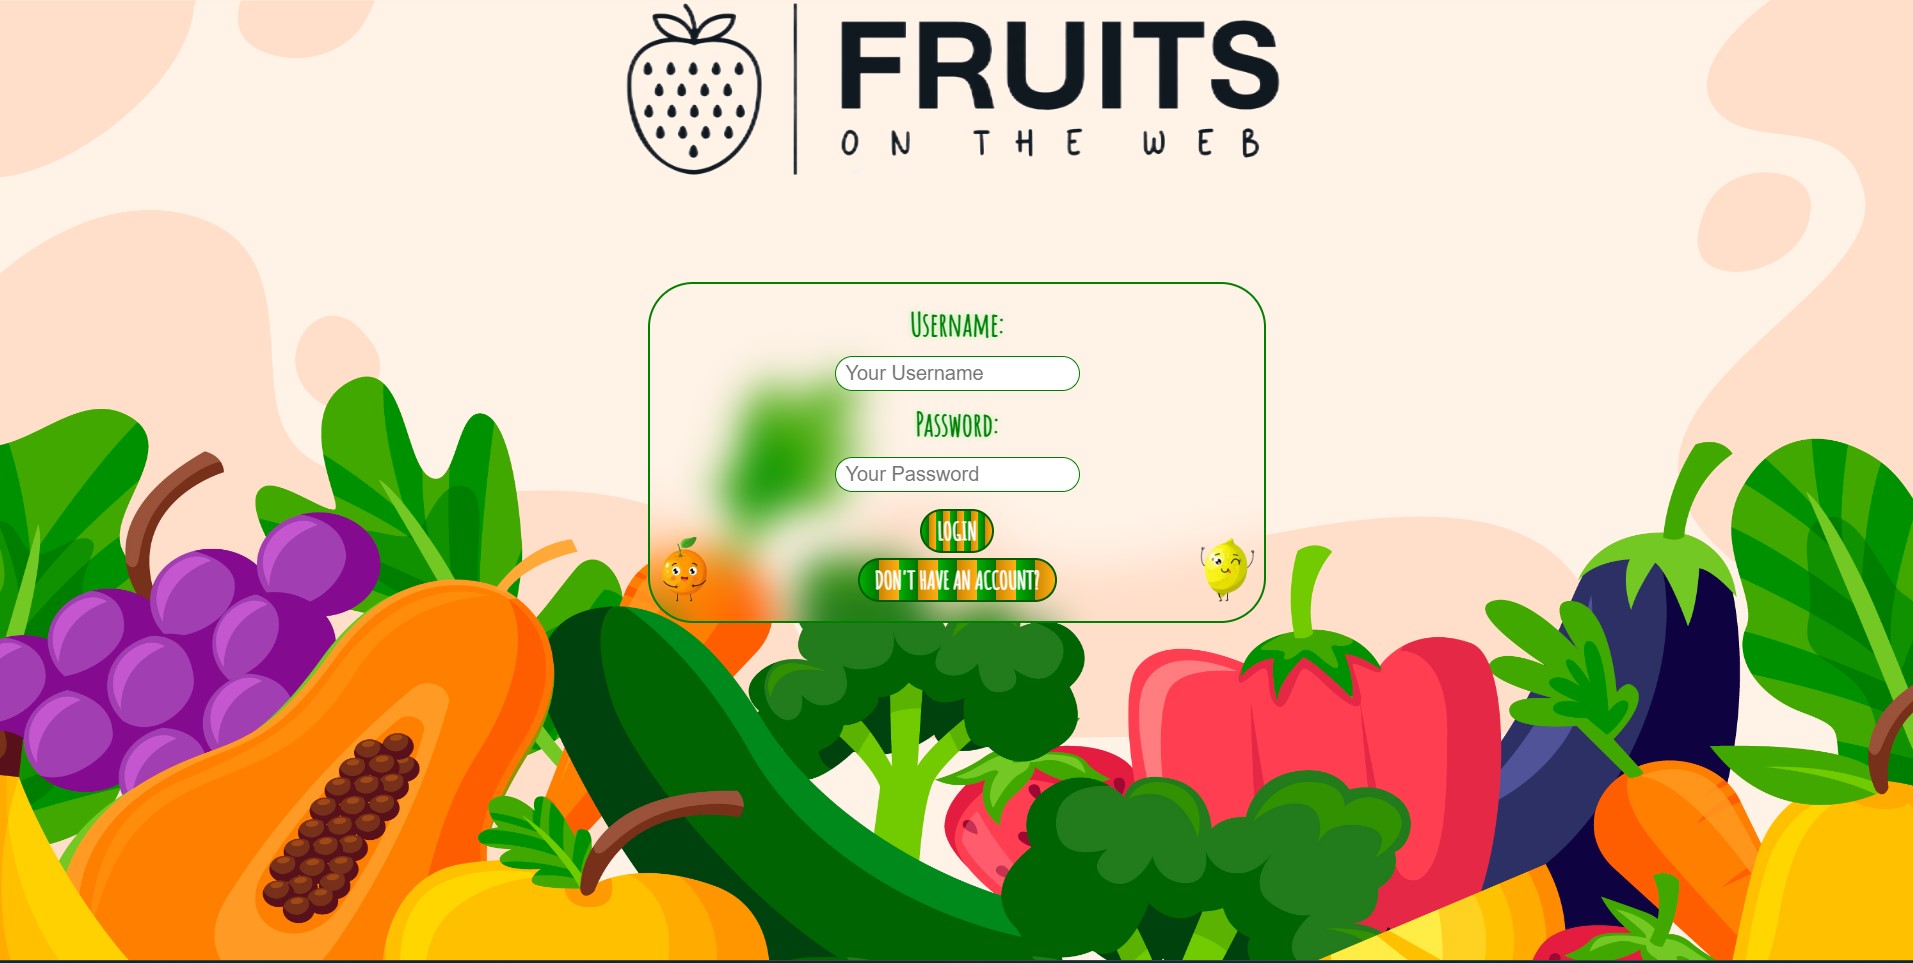 FRUITS
ON THE WEB
USERNAME:
Your Username
PASSWORD:
Your Password
LOGIN
DON'T HAVE AN ACCOUNT?